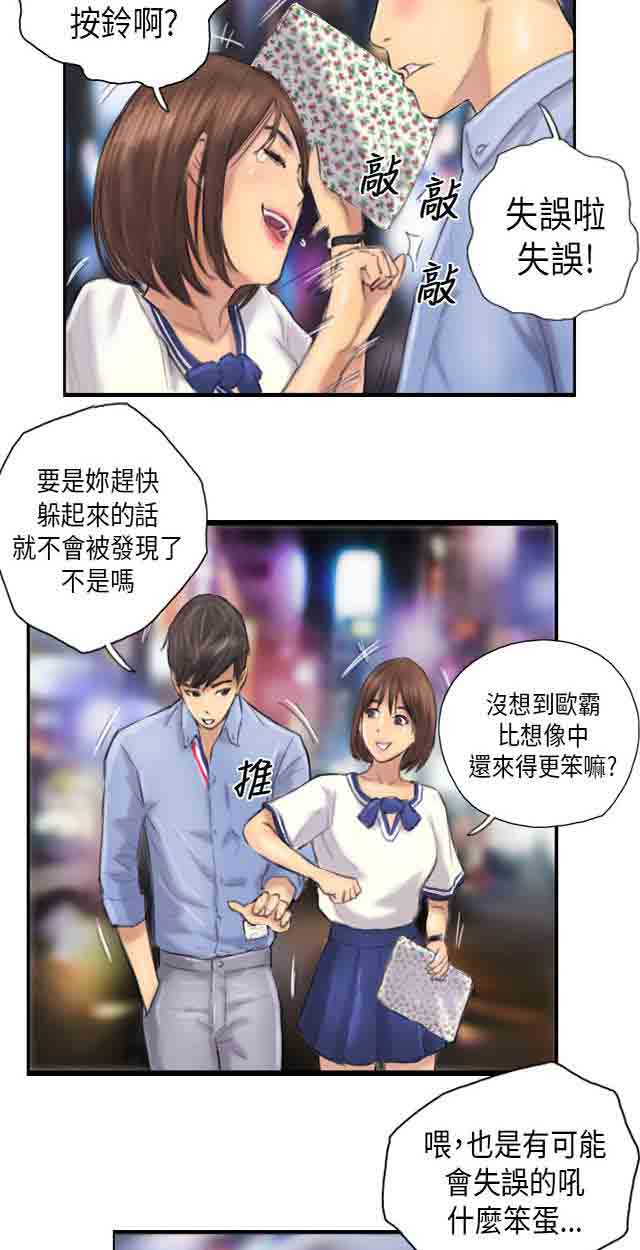 按鈴啊?
敲
敲
敲
失誤啦
失誤!
要是妳趕快
躲起來的話
就不會被發現了
不是嗎
推
沒想到歐霸
比想像中
還來得更笨嘛?
喂,也是有可能
會失誤的吼
什麼笨蛋...